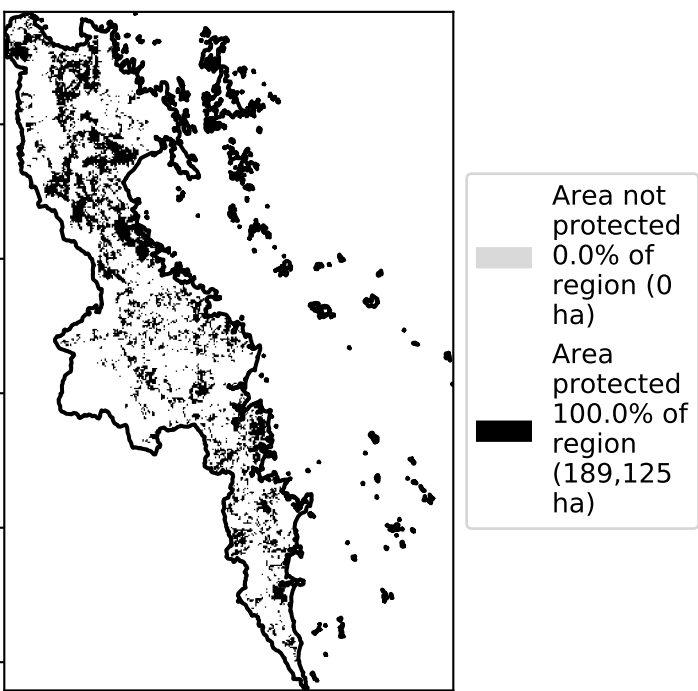 Area not
protected
0.0% of
region (0
ha)
Area
protected
100.0% of
region
(189,125
ha)